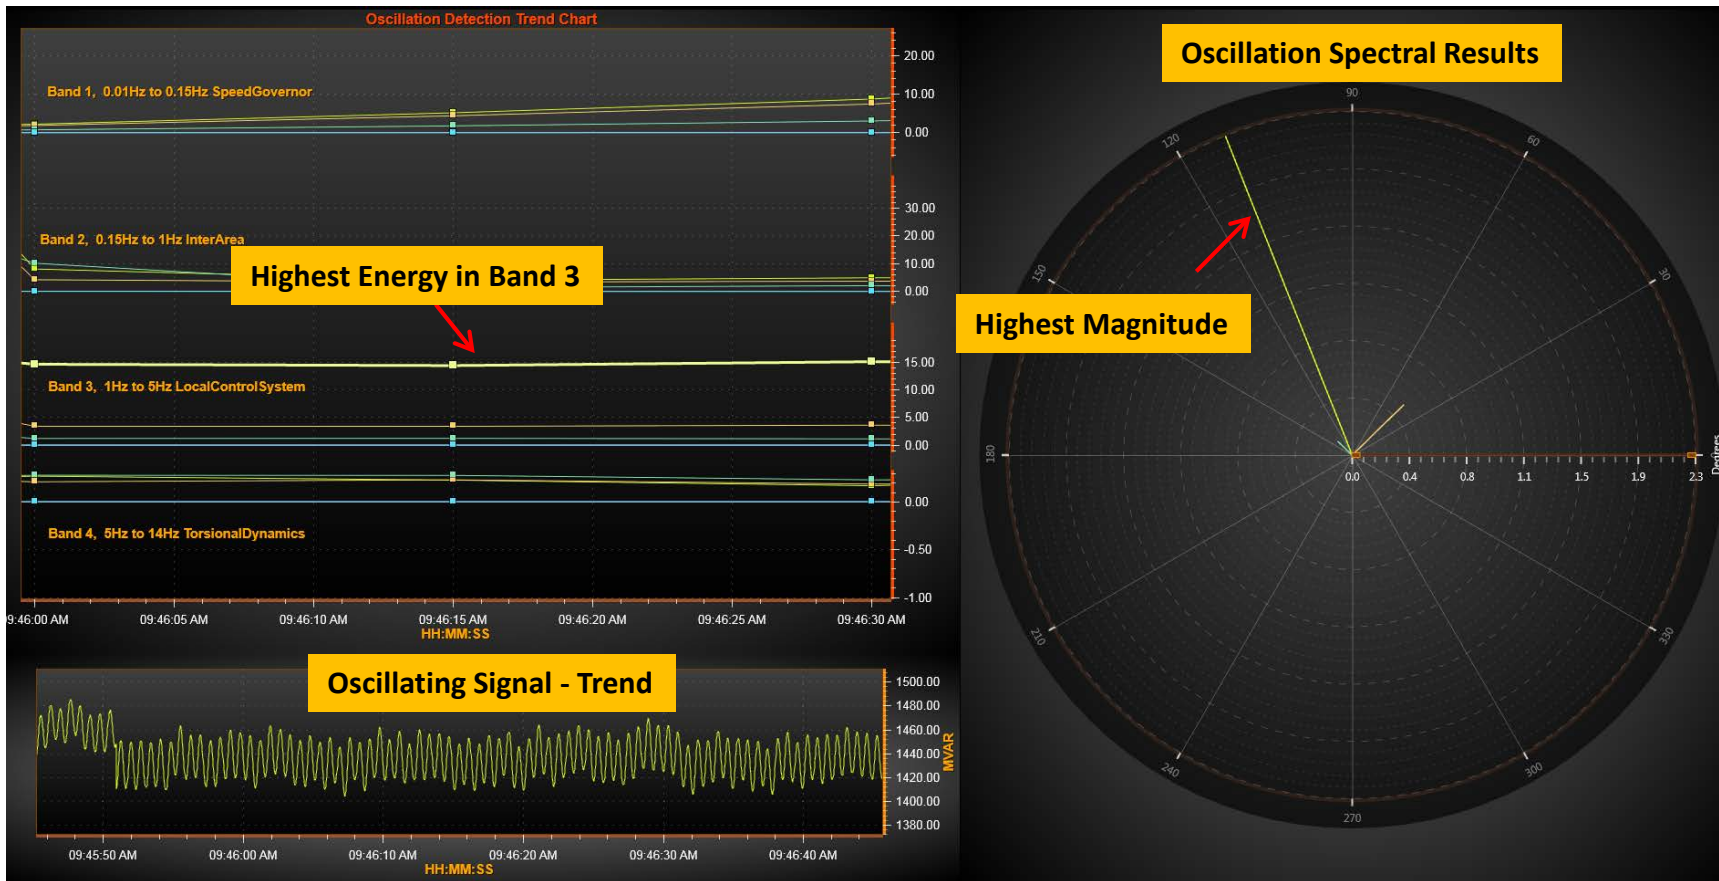 Oscillation Detection Trend Chart
Band 1,  0.01Hz to 0.15Hz SpeedGovernor
20.00
10.00
0.00
Band 2,  0.15Hz to 1Hz InterArea
30.00
20.00
10.00
0.00
Highest Energy in Band 3
Band 3,  1Hz to 5Hz LocalControlSystem
15.00
10.00
5.00
0.00
Band 4,  5Hz to 14Hz TorsionalDynamics
0.00
-0.50
-1.00
09:46:00 AM 09:46:05 AM 09:46:10 AM 09:46:15 AM 09:46:20 AM 09:46:25 AM 09:46:30 AM
HH:MM:SS
Oscillating Signal - Trend
1500.00
1480.00
1460.00
1440.00
1420.00
1400.00
1380.00
MVAR
09:45:50 AM 09:46:00 AM 09:46:10 AM 09:46:20 AM 09:46:30 AM 09:46:40 AM
HH:MM:SS
Oscillation Spectral Results
Highest Magnitude
90
60
30
120
150
180
210
240
270
300
330
0.0 0.4 0.8 1.1 1.5 1.9 2.3
Degrees